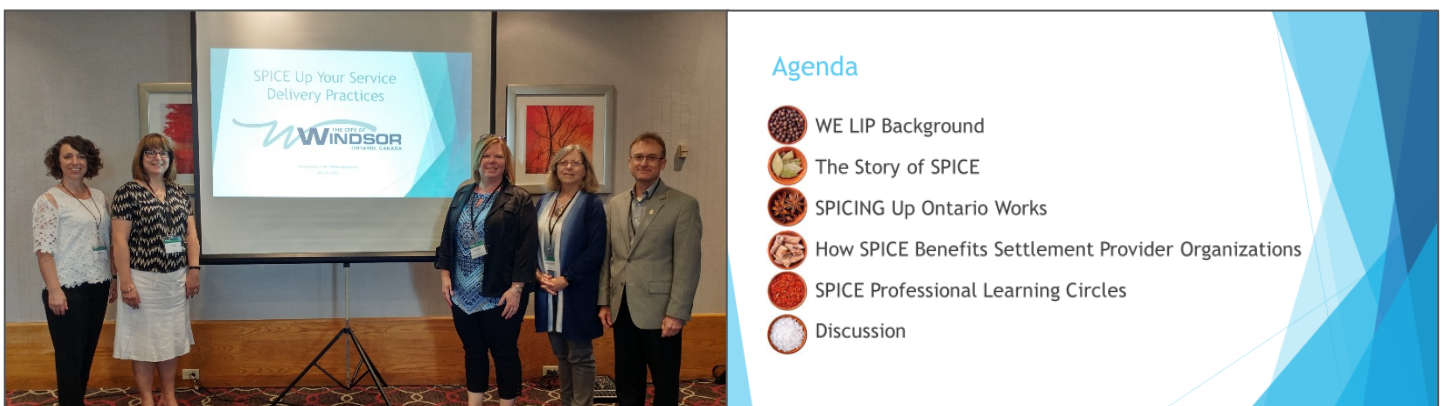 SPICE Up Your Service
Delivery Practices
THE CITY OF
WINDSOR
ONTARIO, CANADA
Agenda
WE LIP Background
The Story of SPICE
SPICING Up Ontario Works
How SPICE Benefits Settlement Provider Organizations
SPICE Professional Learning Circles
Discussion